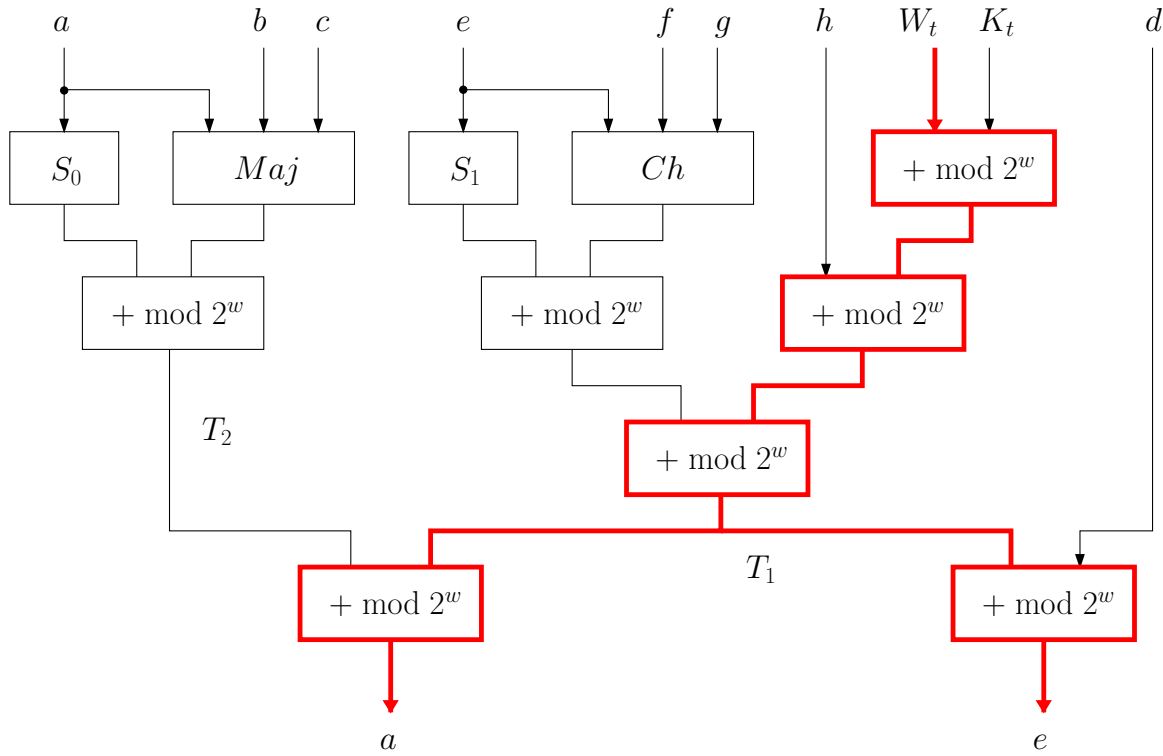 a b c e f g h W_t K_t d
S_0 Maj S_1 Ch + mod 2^w
+ mod 2^w + mod 2^w + mod 2^w
T_2
+ mod 2^w
T_1
+ mod 2^w + mod 2^w
a e